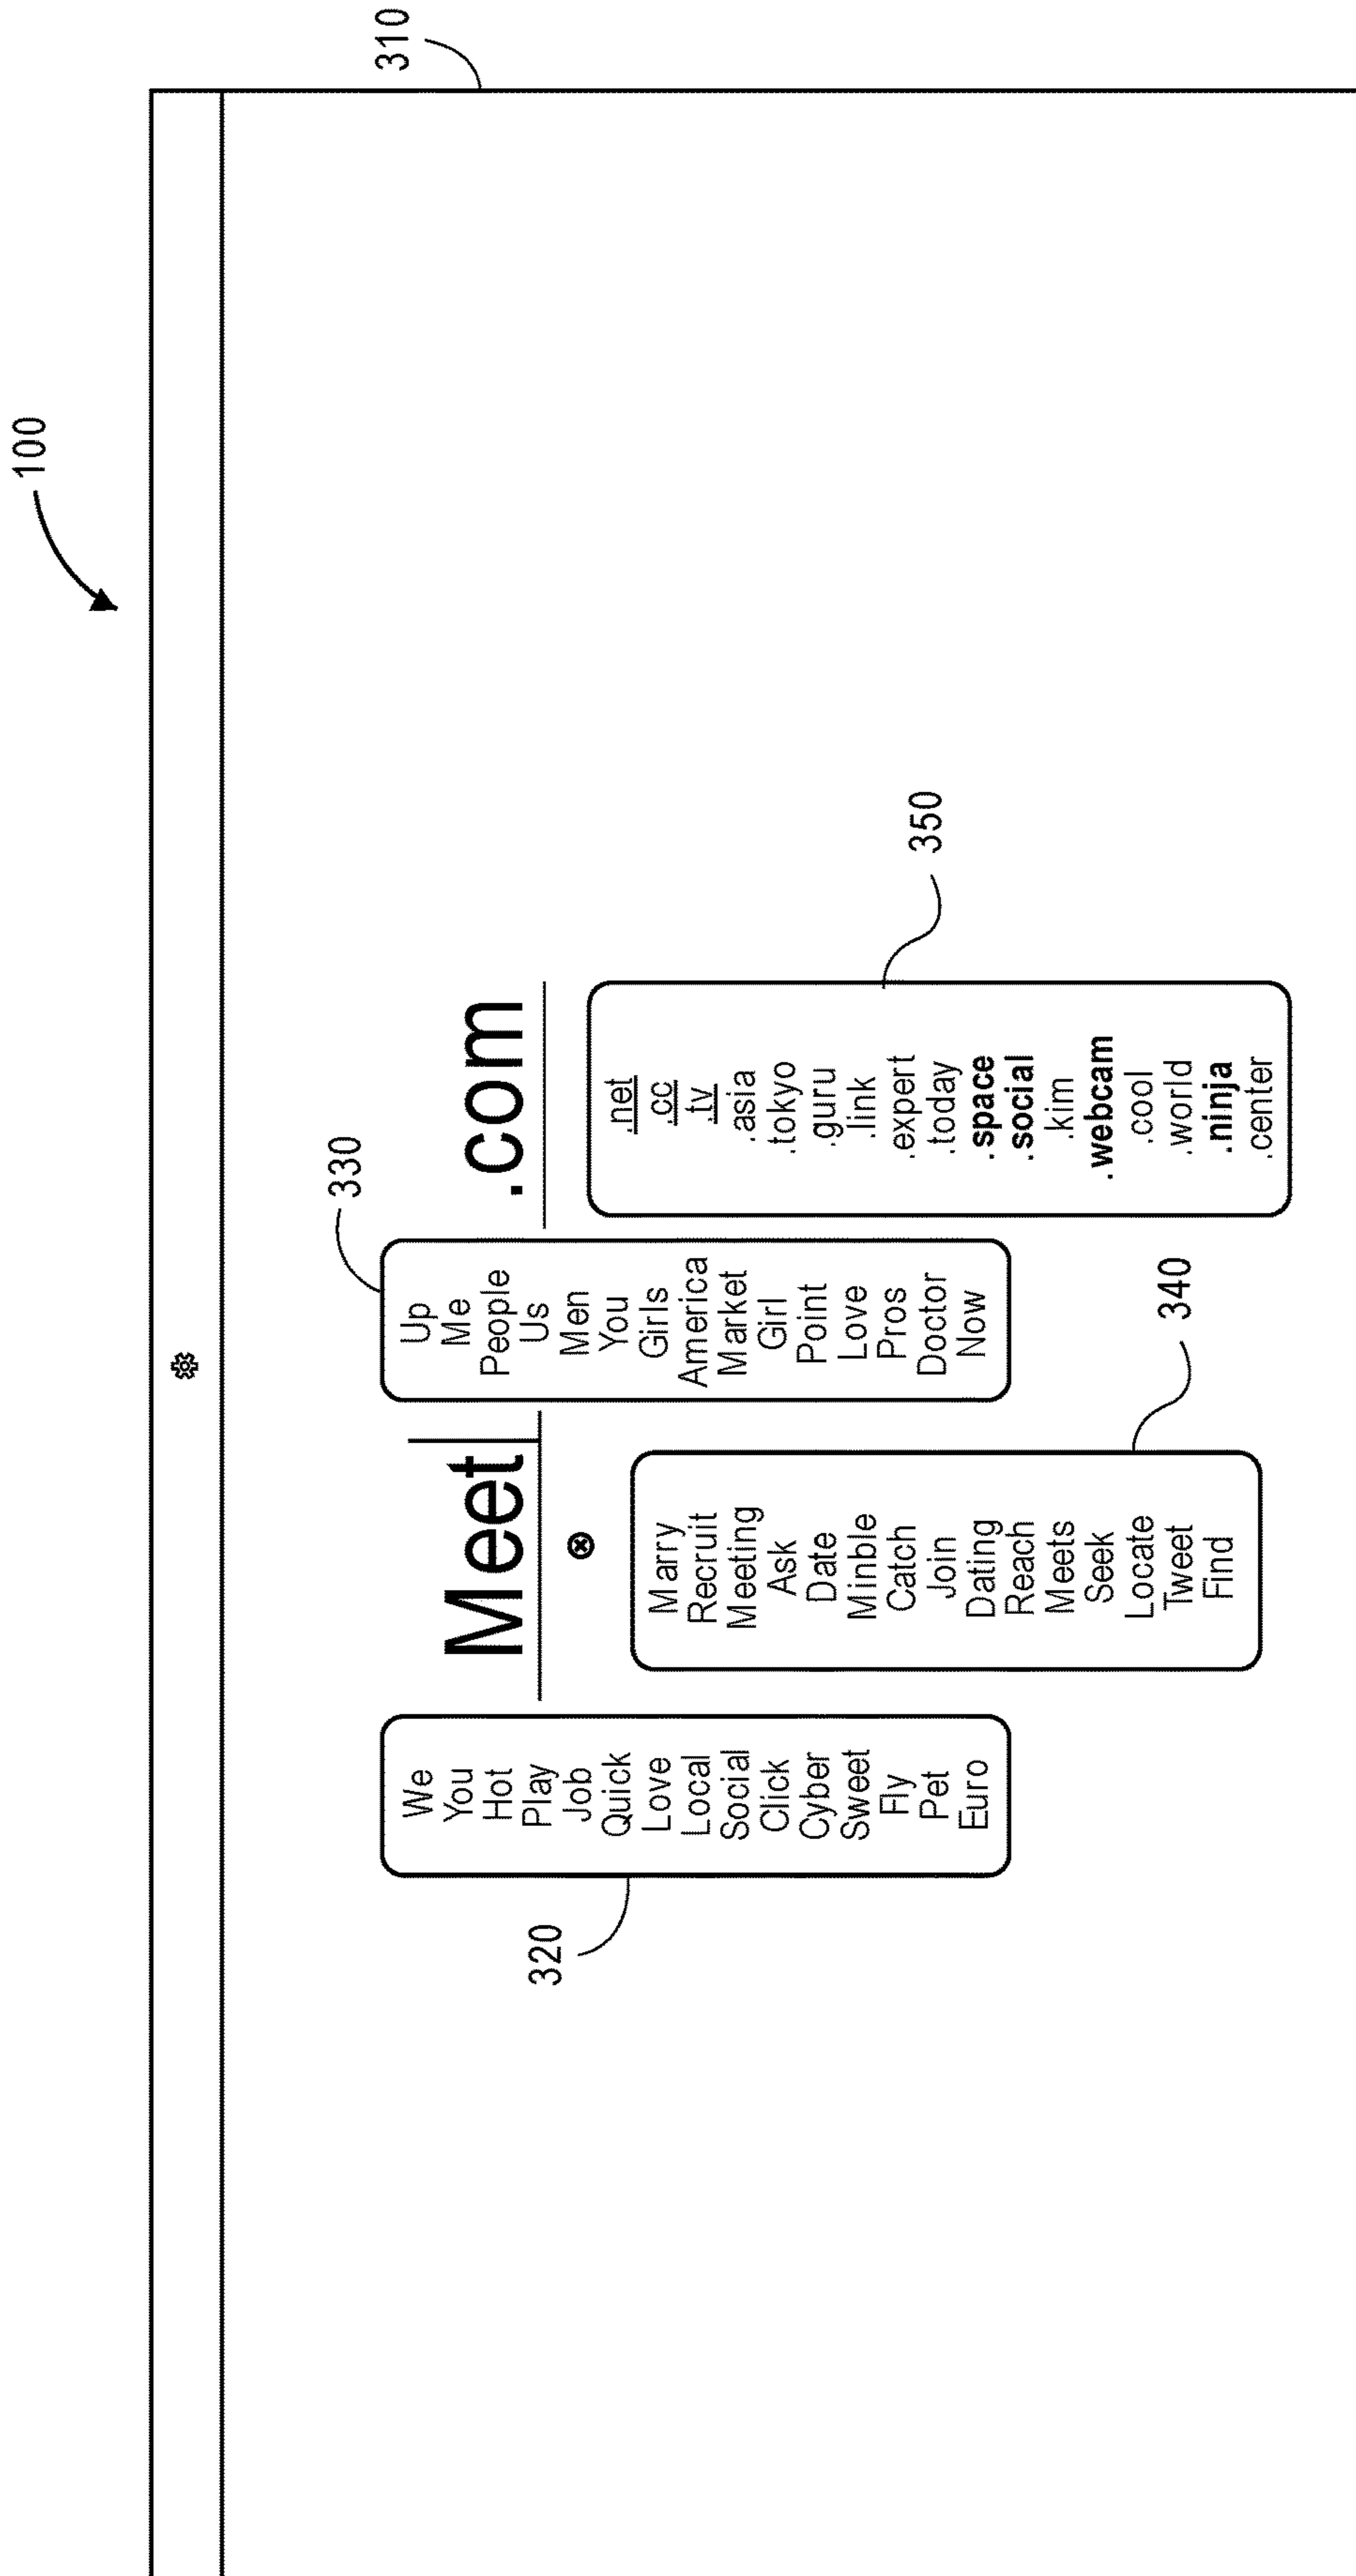 100
310
Meet
.com
320
We
You
Hot
Play
Job
Quick
Love
Local
Social
Click
Cyber
Sweet
Fly
Pet
Euro
340
Marry
Recruit
Meeting
Ask
Date
Minble
Catch
Join
Dating
Reach
Meets
Seek
Locate
Tweet
Find
330
Up
Me
People
Us
Men
You
Girls
America
Market
Girl
Point
Love
Pros
Doctor
Now
350
.net
.cc
.tv
.asia
.tokyo
.guru
.link
.expert
.today
.space
.social
.kim
.webcam
.cool
.world
.ninja
.center